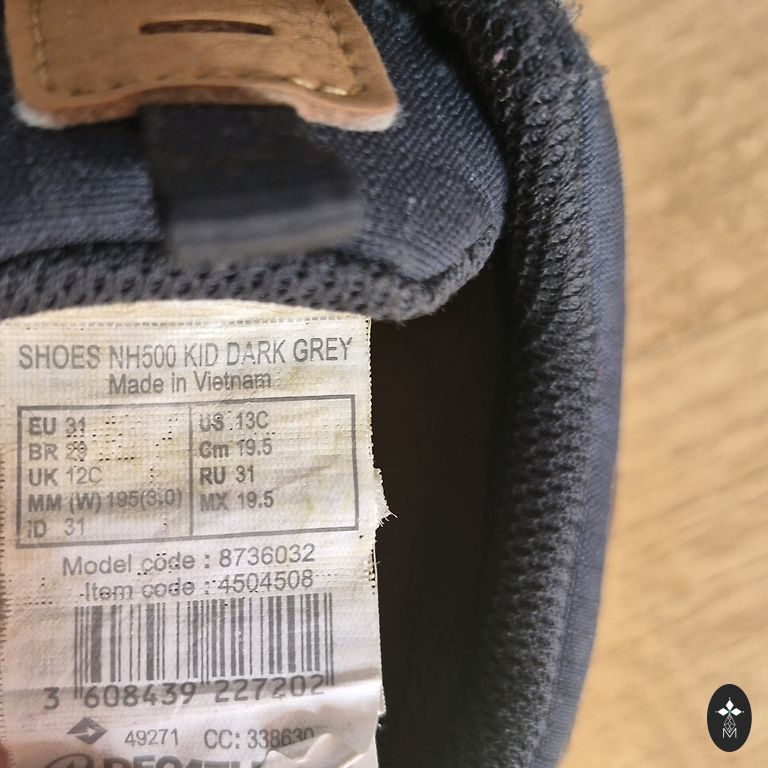 SHOES NH500 KID DARK GREY
Made in Vietnam
EU 31 US 13C
BR 29 Cm 19.5
UK 12C RU 31
MM (W) 195(3.0) MX 19.5
ID 31
Model code : 8736032
Item code : 4504508
3 608439 227202
49271 CC: 338630
M